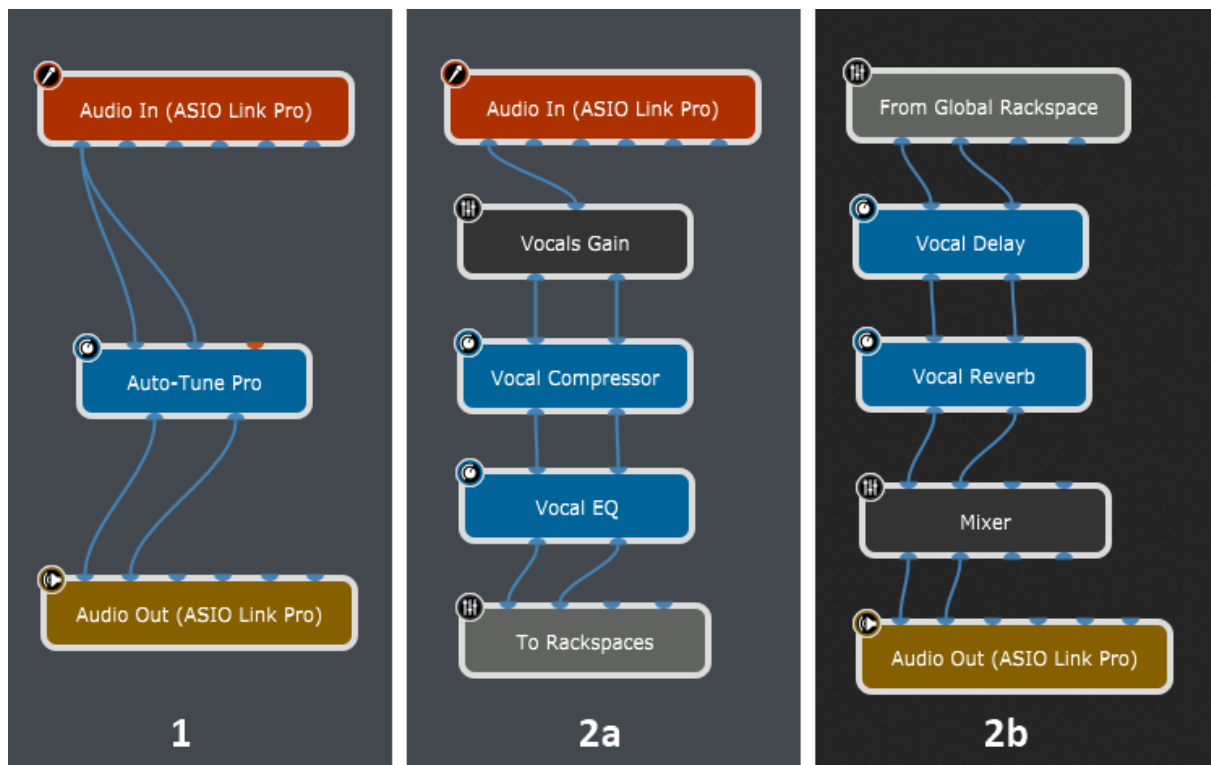 Audio In (ASIO Link Pro)
Auto-Tune Pro
Audio Out (ASIO Link Pro)
1
Audio In (ASIO Link Pro)
Vocals Gain
Vocal Compressor
Vocal EQ
To Rackspaces
2a
From Global Rackspace
Vocal Delay
Vocal Reverb
Mixer
Audio Out (ASIO Link Pro)
2b